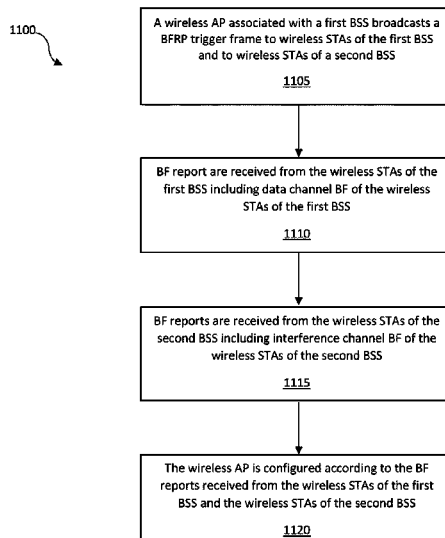 1100
A wireless AP associated with a first BSS broadcasts a
BFRP trigger frame to wireless STAs of the first BSS
and to wireless STAs of a second BSS
1105
BF report are received from the wireless STAs of the
first BSS including data channel BF of the wireless
STAs of the first BSS
1110
BF reports are received from the wireless STAs of the
second BSS including interference channel BF of the
wireless STAs of the second BSS
1115
The wireless AP is configured according to the BF
reports received from the wireless STAs of the first
BSS and the wireless STAs of the second BSS
1120